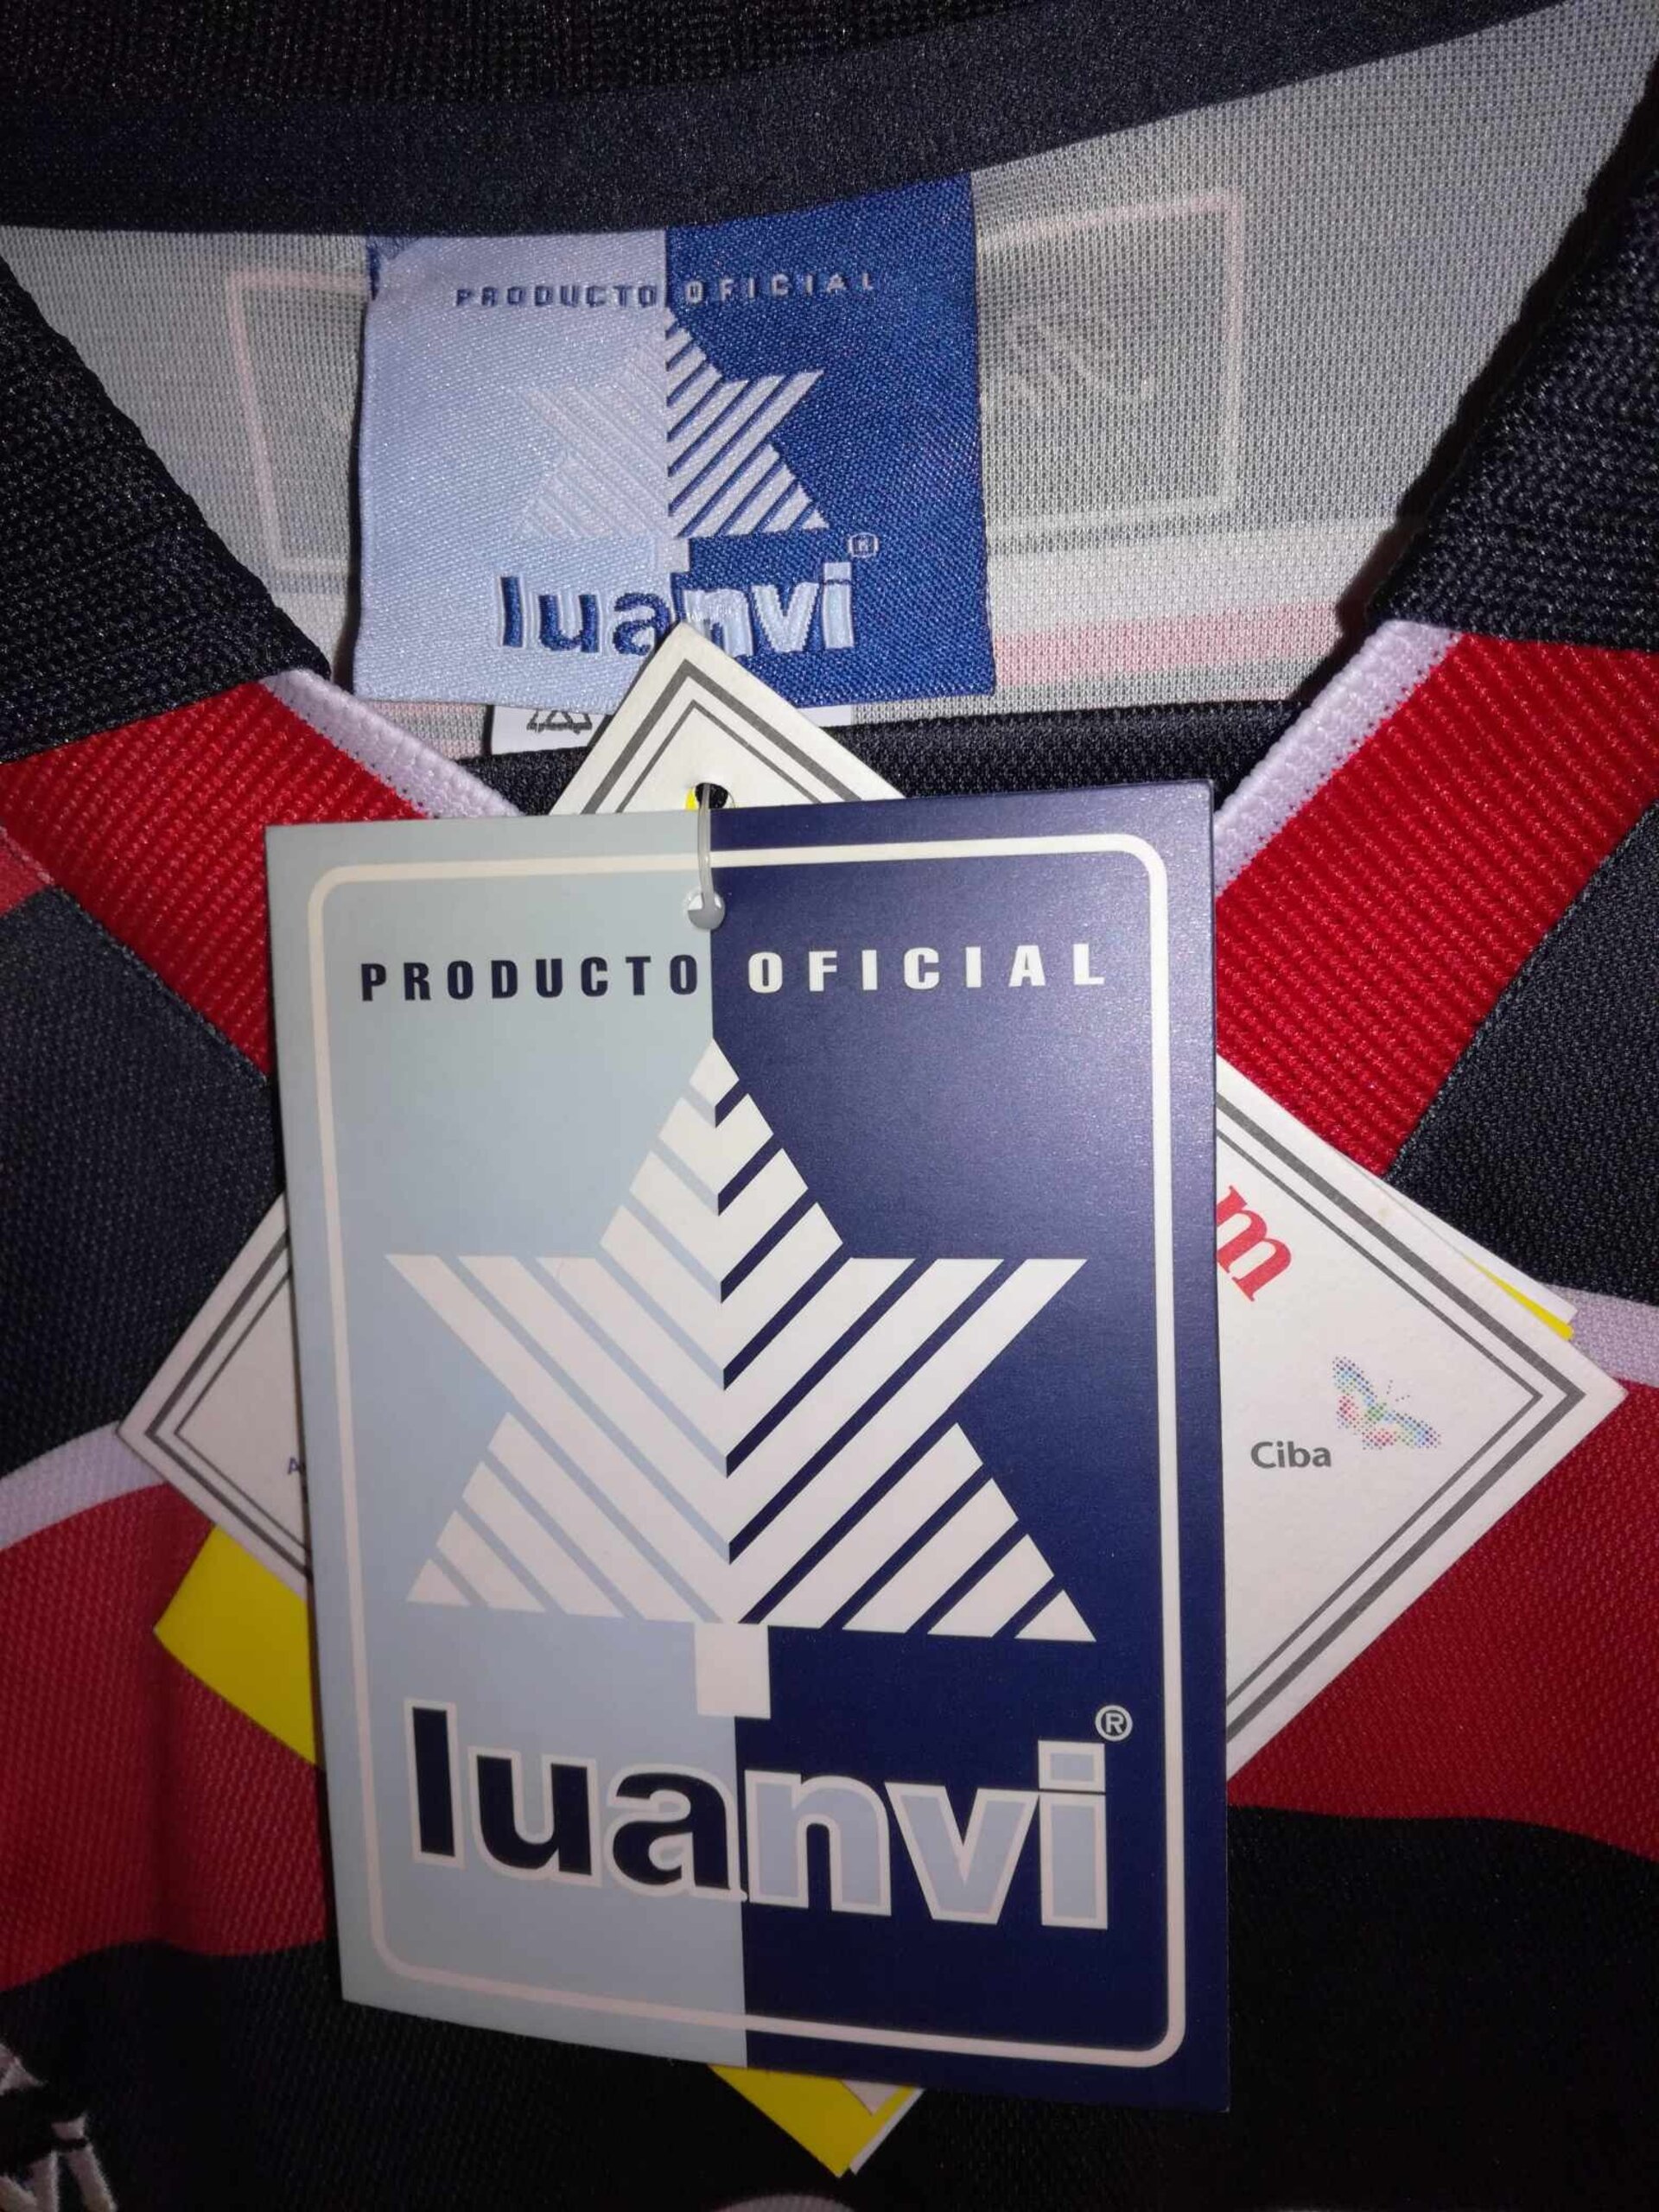 PRODUCTO OFICIAL
luanvi
PRODUCTO OFICIAL
m
Ciba
A
luanvi®